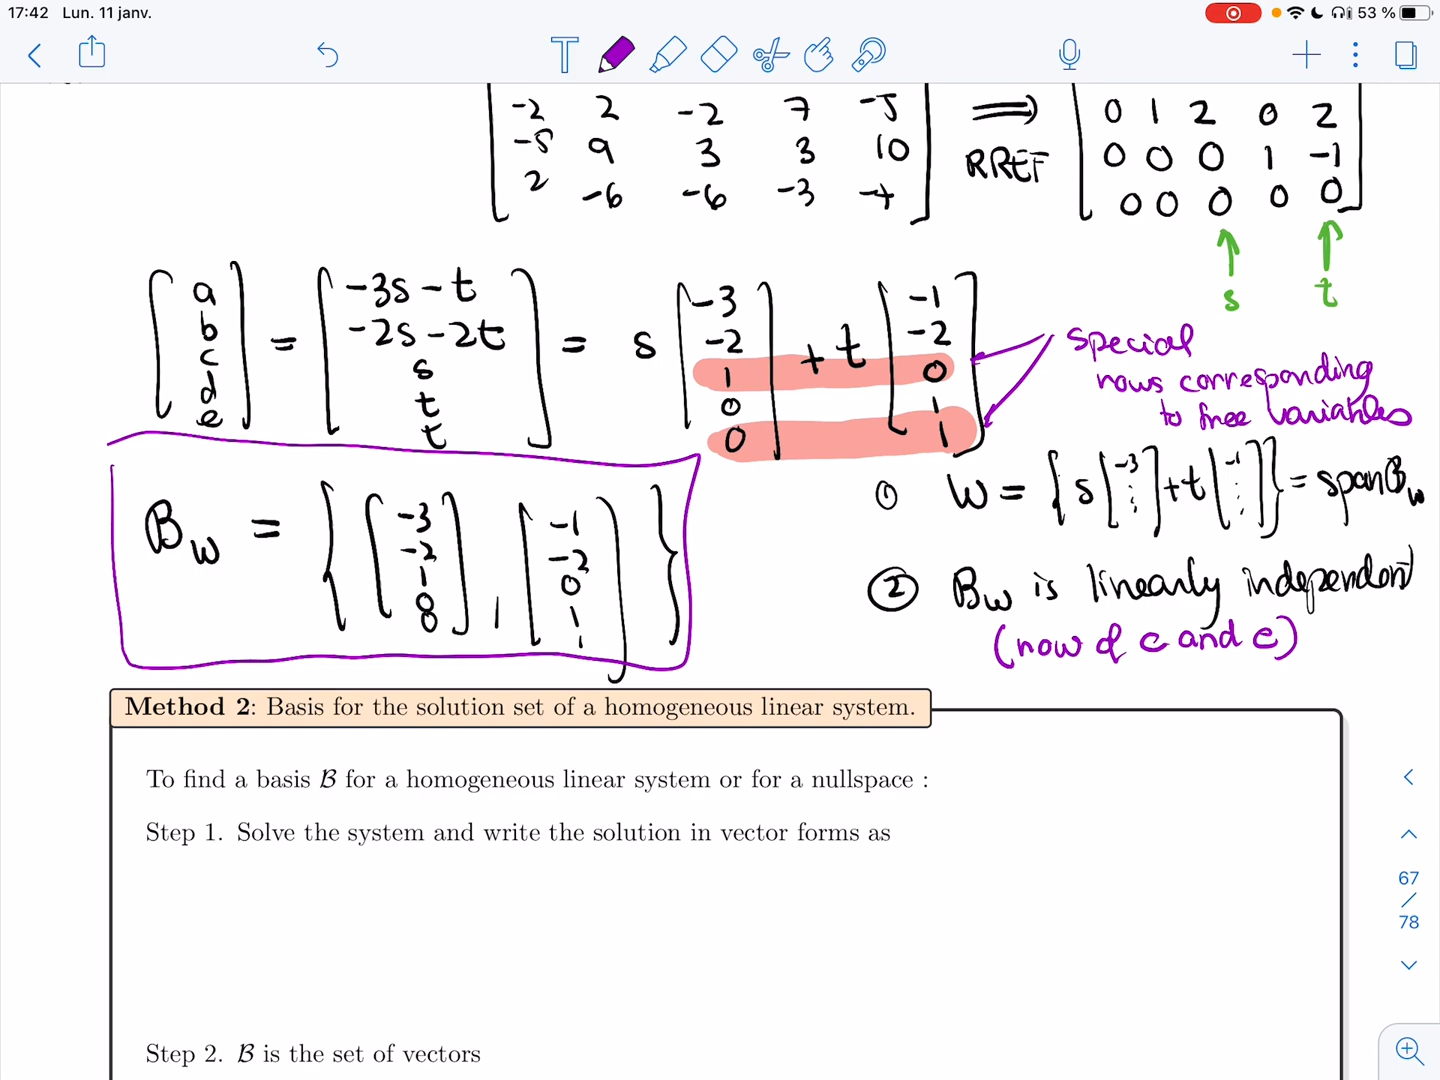 17:42 Lun. 11 janv. 53 %
-2 2 -2 7 -5 ⟹ 0 1 2 0 2
-5 9 3 3 10 RREF 0 0 0 1 -1
2 -6 -6 -3 -4 0 0 0 0 0
s t
[a b c d e] = [-3s-t -2s-2t s t t] = s [-3 -2 1 0 0] + t [-1 -2 0 1 1]
special
rows corresponding
to free variables
B_W = { [-3 -2 1 0 0] , [-1 -2 0 1 1] }
① W = { s [-3 ⋮] + t [-1 ⋮] } = span B_W
② B_W is linearly independent
(row of c and e)
Method 2: Basis for the solution set of a homogeneous linear system.
To find a basis B for a homogeneous linear system or for a nullspace :
Step 1. Solve the system and write the solution in vector forms as
67
/
78
Step 2. B is the set of vectors